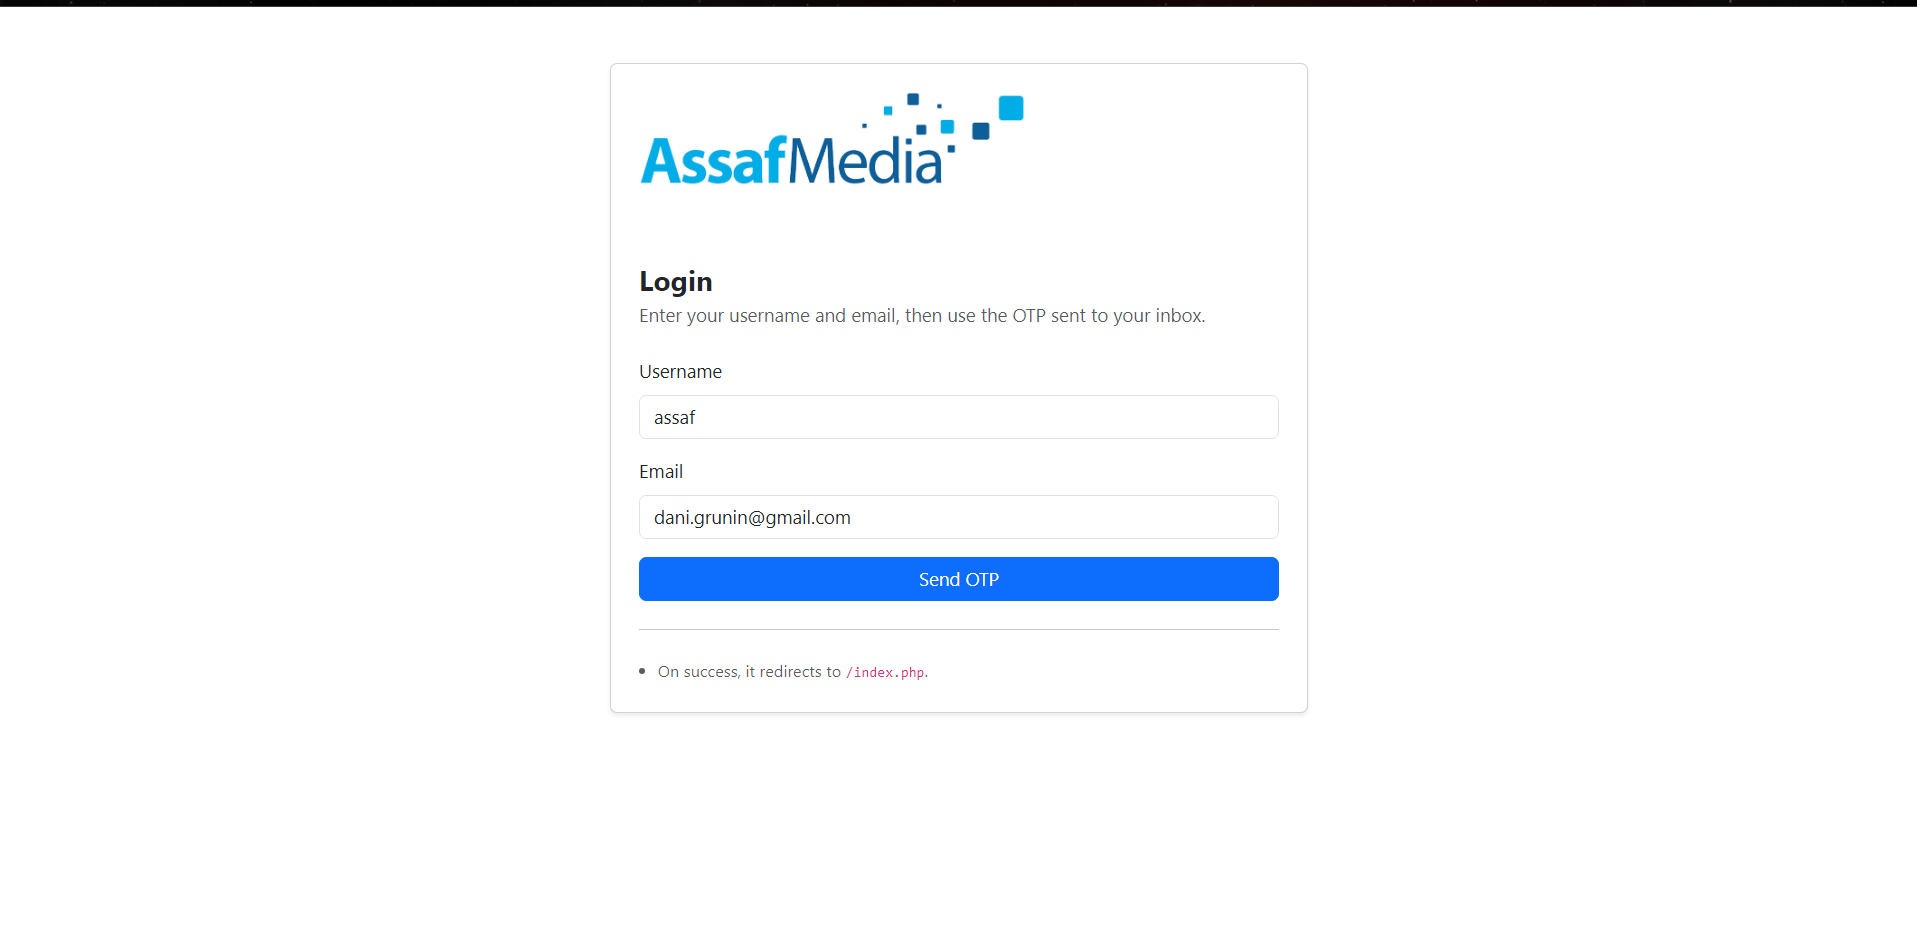 AssafMedia
Login
Enter your username and email, then use the OTP sent to your inbox.
Username
assaf
Email
dani.grunin@gmail.com
Send OTP
• On success, it redirects to /index.php.